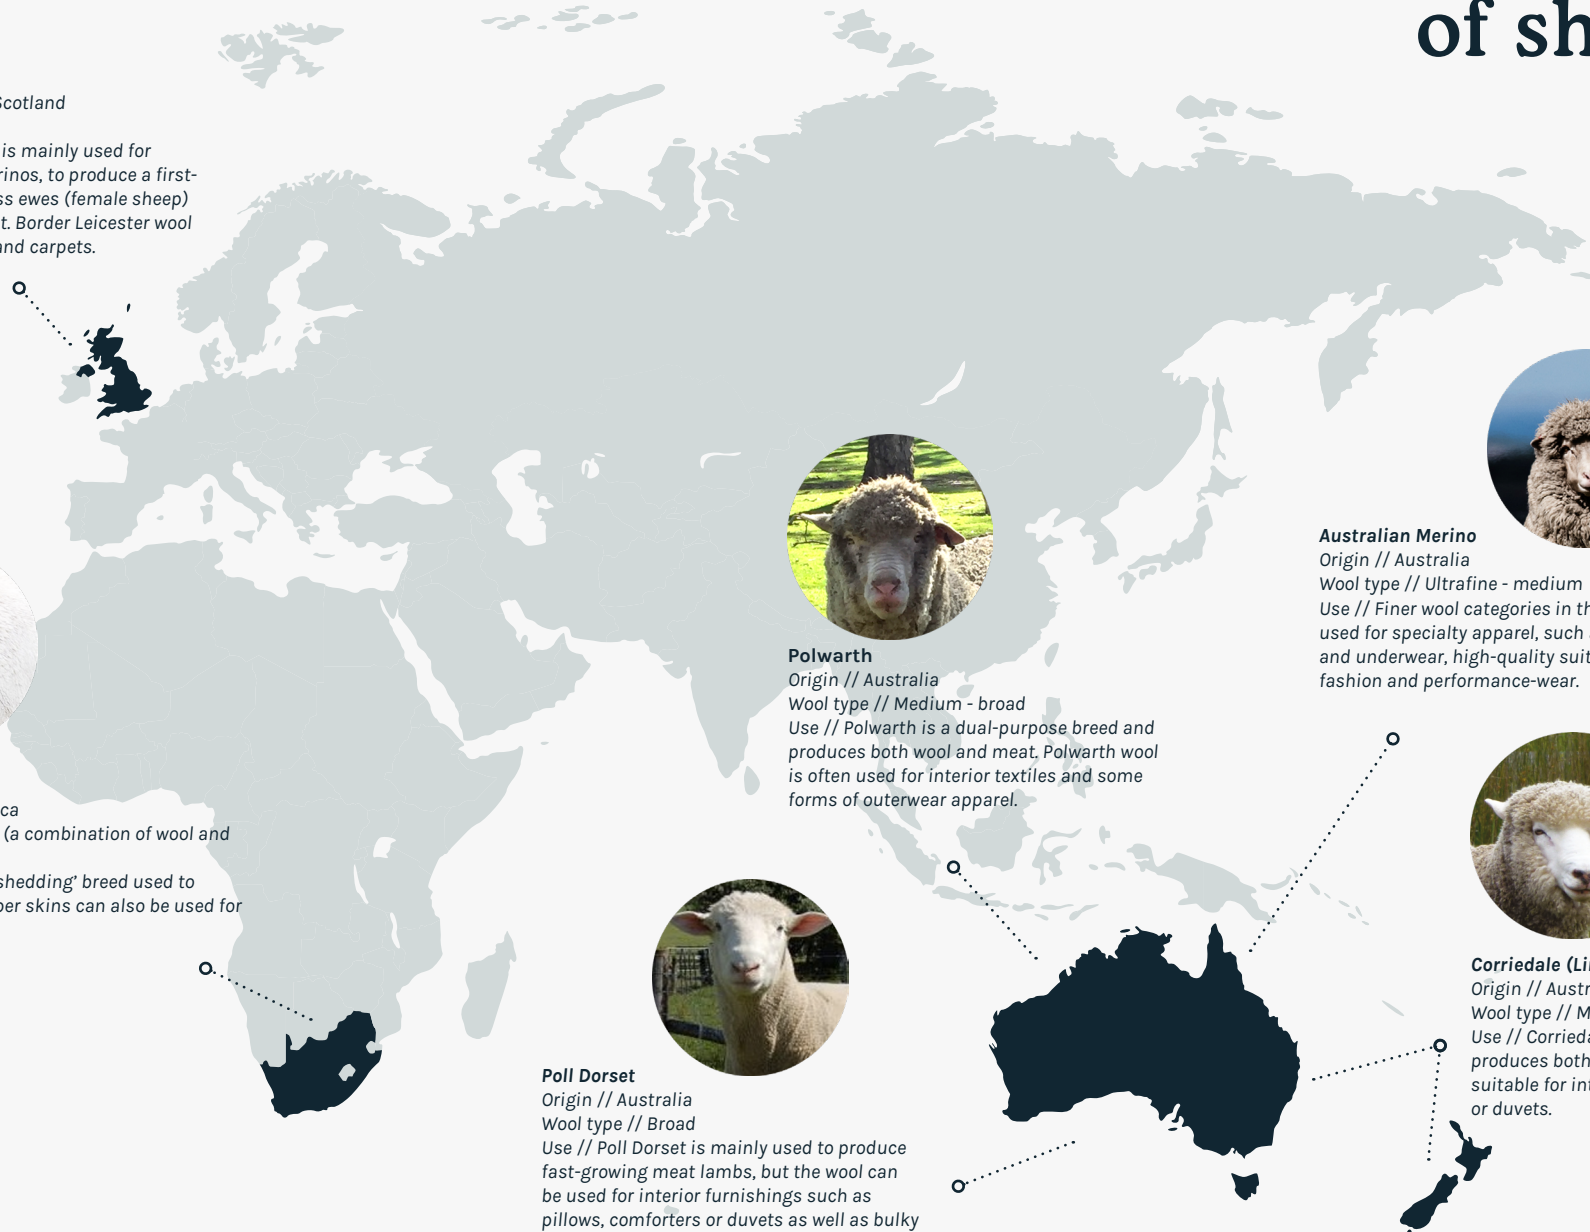 of sh
Scotland
is mainly used for
rinos, to produce a first-
ss ewes (female sheep)
t. Border Leicester wool
and carpets.
Australian Merino
Origin // Australia
Wool type // Ultrafine - medium
Use // Finer wool categories in th
used for specialty apparel, such
and underwear, high-quality suit
fashion and performance-wear.
Polwarth
Origin // Australia
Wool type // Medium - broad
Use // Polwarth is a dual-purpose breed and
produces both wool and meat. Polwarth wool
is often used for interior textiles and some
forms of outerwear apparel.
ca
(a combination of wool and
shedding’ breed used to
per skins can also be used for
Corriedale (Li
Origin // Austr
Wool type // M
Use // Corrieda
produces both
suitable for int
or duvets.
Poll Dorset
Origin // Australia
Wool type // Broad
Use // Poll Dorset is mainly used to produce
fast-growing meat lambs, but the wool can
be used for interior furnishings such as
pillows, comforters or duvets as well as bulky